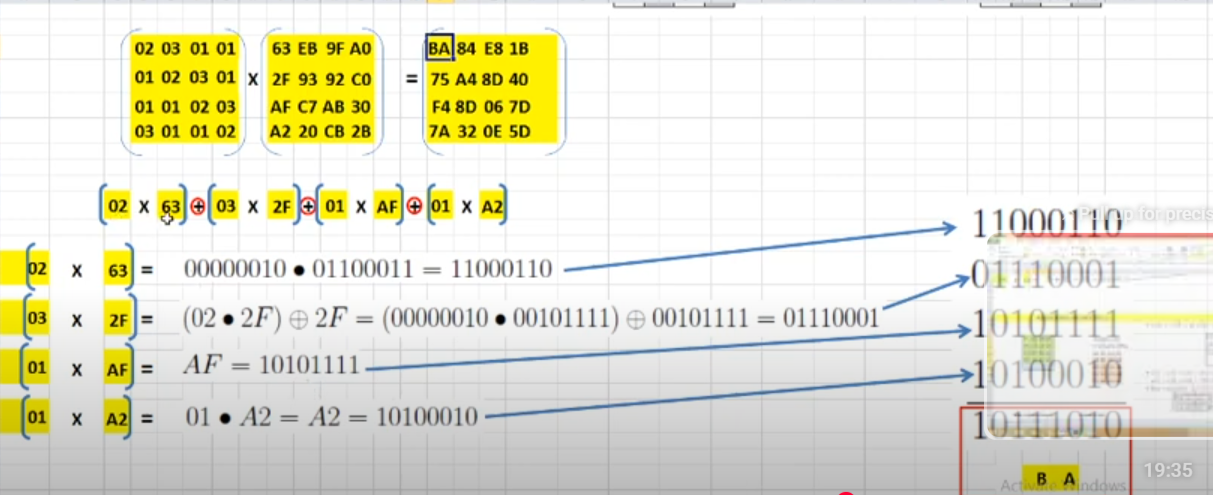 02 03 01 01 63 EB 9F A0 BA 84 E8 1B
01 02 03 01 X 2F 93 92 C0 = 75 A4 8D 40
01 01 02 03 AF C7 AB 30 F4 8D 06 7D
03 01 01 02 A2 20 CB 2B 7A 32 0E 5D
(02 X 63) ⊕ (03 X 2F) ⊕ (01 X AF) ⊕ (01 X A2)
11000110
(02 X 63) = 00000010 • 01100011 = 11000110
01110001
(03 X 2F) = (02 • 2F) ⊕ 2F = (00000010 • 00101111) ⊕ 00101111 = 01110001
10101111
(01 X AF) = AF = 10101111
10100010
(01 X A2) = 01 • A2 = A2 = 10100010
10111010
B A
19:35
Activate Windows